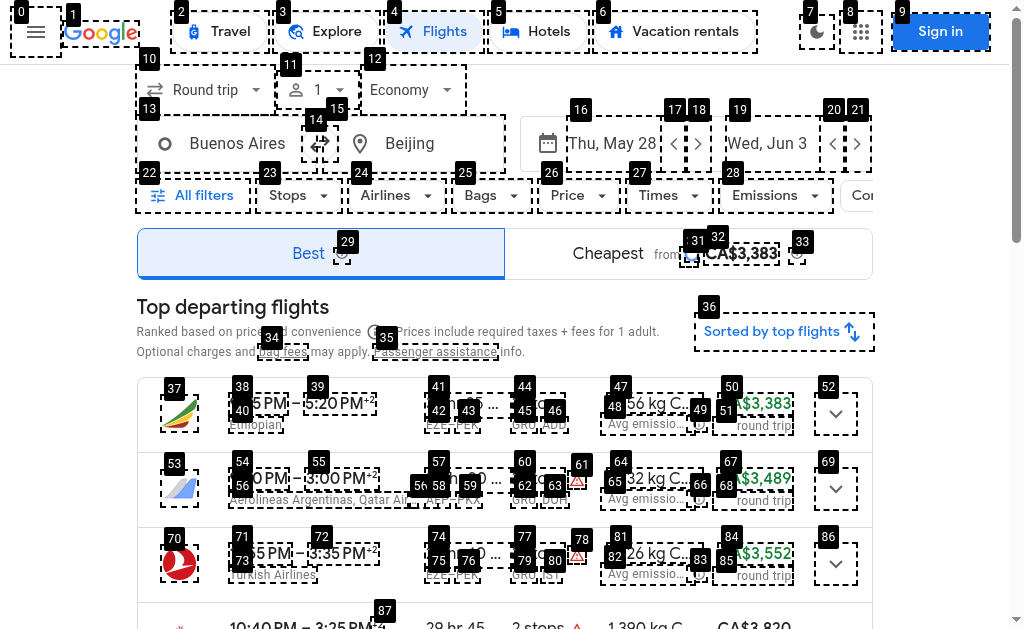 0 1 2 3 4 5 6 7 8 9
Google Travel Explore Flights Hotels Vacation rentals Sign in
10 11 12
Round trip 1 Economy
13 14 15 16 17 18 19 20 21
Buenos Aires Beijing Thu, May 28 Wed, Jun 3
22 23 24 25 26 27 28
All filters Stops Airlines Bags Price Times Emissions Cor
29 31 32 33
Best Cheapest from CA$3,383
Top departing flights
36
Sorted by top flights
Ranked based on price and convenience Prices include required taxes + fees for 1 adult.
34 35
Optional charges and bag fees may apply. Passenger assistance info.
37 38 39 41 44 47 50 52
5 PM – 5:20 PM+2 56 kg C... A$3,383
40 42 43 45 46 48 49 51
Ethiopian EZE–PEK GRU ADD Avg emissio... round trip
53 54 55 57 60 61 64 67 69
PM – 3:00 PM+2 32 kg C... A$3,489
56 56 58 59 62 63 65 66 68
Aerolineas Argentinas, Qatar Air AEP–PKX GRU DOH Avg emissio... round trip
70 71 72 74 77 78 81 84 86
55 PM – 3:35 PM+2 26 kg C... A$3,552
73 75 76 79 80 82 83 85
Turkish Airlines EZE–PEK GRU IST Avg emissio... round trip
87
10:40 PM – 3:25 PM+2 29 hr 45 2 stops 1,390 kg C... CA$3,820